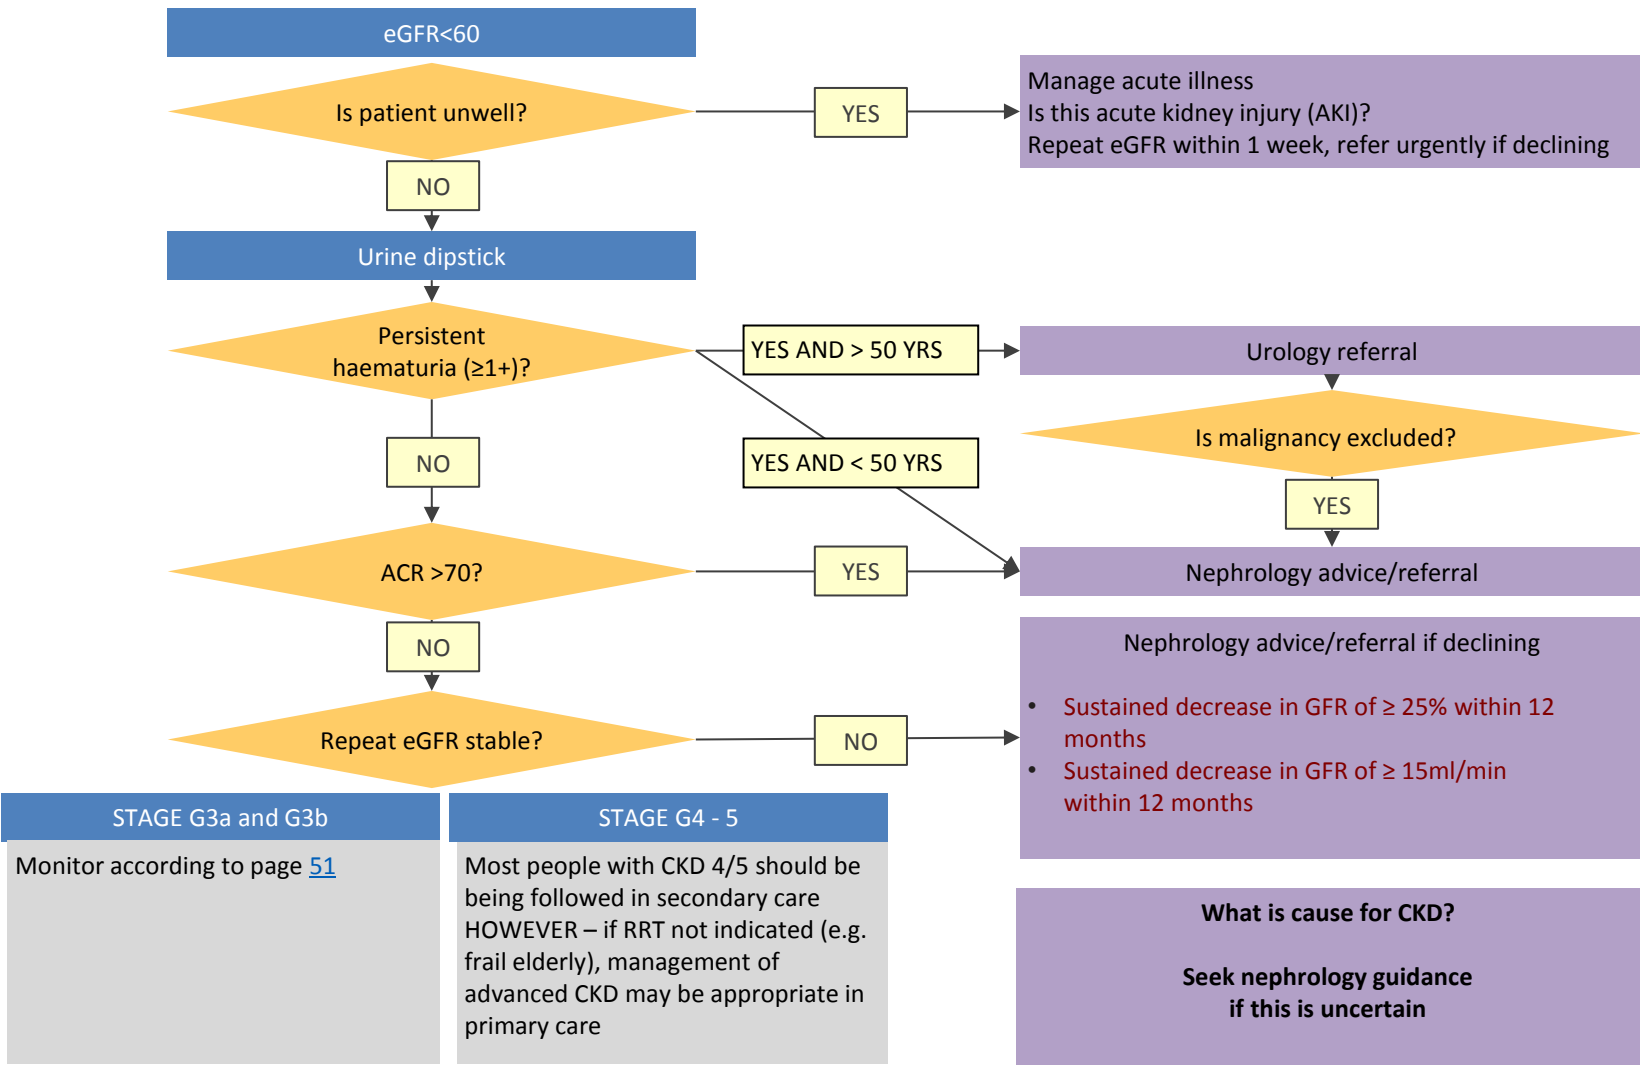 eGFR<60
Is patient unwell?
YES
Manage acute illness
Is this acute kidney injury (AKI)?
Repeat eGFR within 1 week, refer urgently if declining
NO
Urine dipstick
Persistent
haematuria (≥1+)?
YES AND > 50 YRS
Urology referral
Is malignancy excluded?
NO
YES AND < 50 YRS
YES
ACR >70?
YES
Nephrology advice/referral
NO
Repeat eGFR stable?
NO
Nephrology advice/referral if declining
• Sustained decrease in GFR of ≥ 25% within 12
months
• Sustained decrease in GFR of ≥ 15ml/min
within 12 months
STAGE G3a and G3b
Monitor according to page 51
STAGE G4 - 5
Most people with CKD 4/5 should be
being followed in secondary care
HOWEVER – if RRT not indicated (e.g.
frail elderly), management of
advanced CKD may be appropriate in
primary care
What is cause for CKD?
Seek nephrology guidance
if this is uncertain